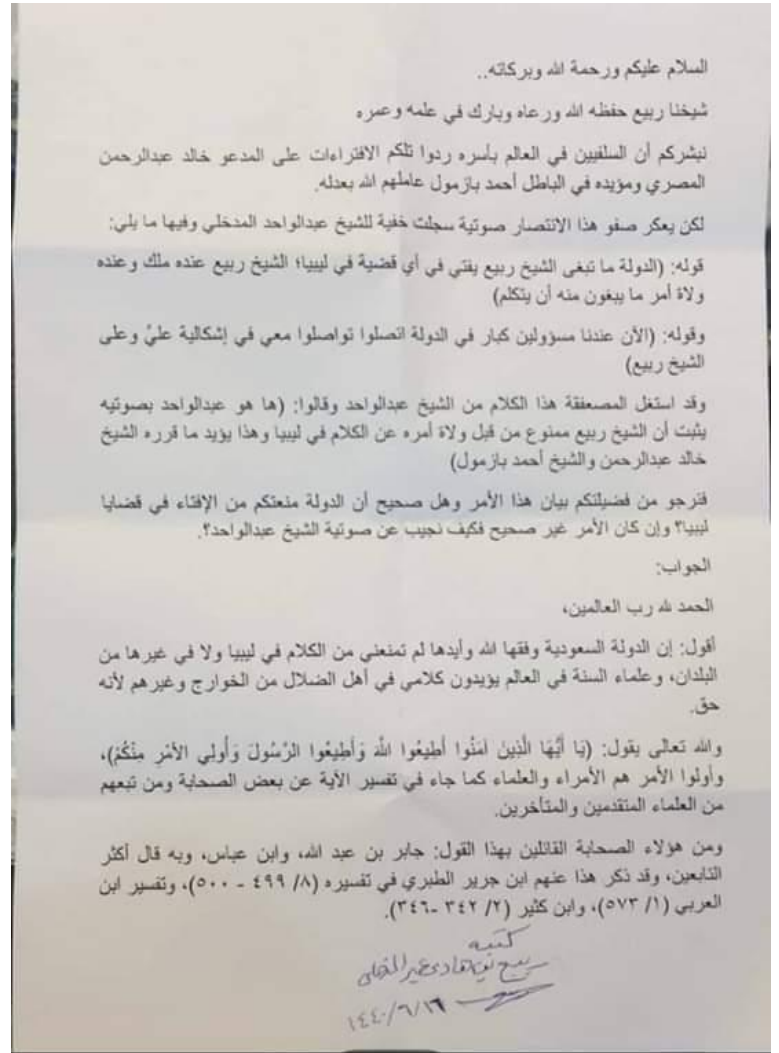 السلام عليكم ورحمة الله وبركاته..
شيخنا ربيع حفظه الله ورعاه وبارك في علمه وعمره
نبشركم أن السلفيين في العالم بأسره ردوا تلكم الافتراءات على المدعو خالد عبدالرحمن
المصري ومؤيده في الباطل أحمد بازمول عاملهم الله بعدله.
لكن يعكر صفو هذا الانتصار صوتية سجلت خفية للشيخ عبدالواحد المدخلي وفيها ما يلي:
قوله: (الدولة ما تبغى الشيخ ربيع يفتي في أي قضية في ليبيا؛ الشيخ ربيع عنده ملك وعنده
ولاة أمر ما يبغون منه أن يتكلم)
وقوله: (الآن عندنا مسؤولين كبار في الدولة اتصلوا تواصلوا معي في إشكالية عليَّ وعلى
الشيخ ربيع)
وقد استغل المصعفقة هذا الكلام من الشيخ عبدالواحد وقالوا: (ها هو عبدالواحد بصوتيه
يثبت أن الشيخ ربيع ممنوع من قبل ولاة أمره عن الكلام في ليبيا وهذا يؤيد ما قرره الشيخ
خالد عبدالرحمن والشيخ أحمد بازمول)
فنرجو من فضيلتكم بيان هذا الأمر وهل صحيح أن الدولة منعتكم من الإفتاء في قضايا
ليبيا؟ وإن كان الأمر غير صحيح فكيف نجيب عن صوتية الشيخ عبدالواحد؟.
الجواب:
الحمد لله رب العالمين،
أقول: إن الدولة السعودية وفقها الله وأيدها لم تمنعني من الكلام في ليبيا ولا في غيرها من
البلدان، وعلماء السنة في العالم يؤيدون كلامي في أهل الضلال من الخوارج وغيرهم لأنه
حق.
والله تعالى يقول: (يَا أَيُّهَا الَّذِينَ آمَنُوا أَطِيعُوا اللَّهَ وَأَطِيعُوا الرَّسُولَ وَأُولِي الأَمْرِ مِنْكُمْ)،
وأولوا الأمر هم الأمراء والعلماء كما جاء في تفسير الآية عن بعض الصحابة ومن تبعهم
من العلماء المتقدمين والمتأخرين.
ومن هؤلاء الصحابة القائلين بهذا القول: جابر بن عبد الله، وابن عباس، وبه قال أكثر
التابعين، وقد ذكر هذا عنهم ابن جرير الطبري في تفسيره (٨/ ٤٩٩ - ٥٠٠)، وتفسير ابن
العربي (١/ ٥٧٣)، وابن كثير (٢/ ٣٤٢ -٣٤٦).
كتبه
ربيع بن هادي عمير المدخلي
١٤٤٠/٦/١٦